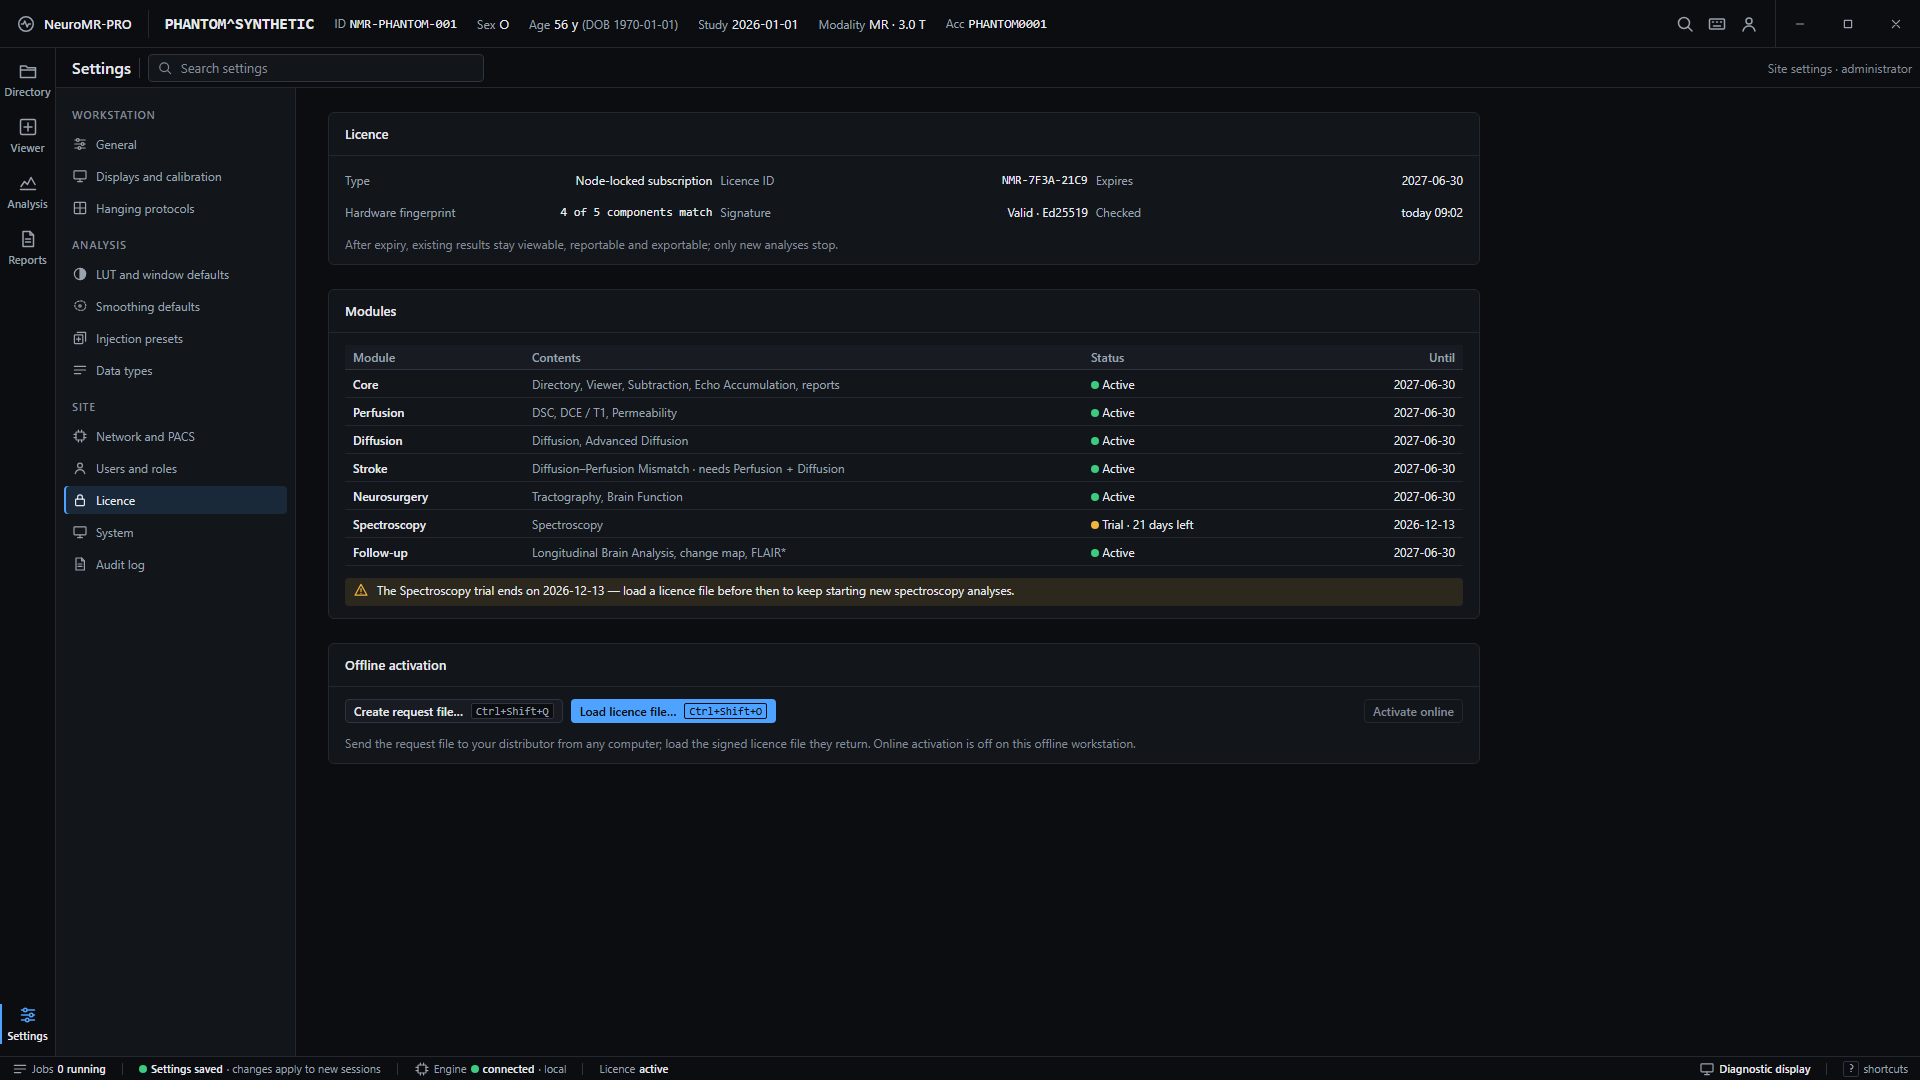 NeuroMR-PRO PHANTOM^SYNTHETIC ID NMR-PHANTOM-001 Sex O Age 56 y (DOB 1970-01-01) Study 2026-01-01 Modality MR · 3.0 T Acc PHANTOM0001
Directory
Viewer
Analysis
Reports
Settings
Settings Search settings Site settings · administrator
WORKSTATION
General
Displays and calibration
Hanging protocols
ANALYSIS
LUT and window defaults
Smoothing defaults
Injection presets
Data types
SITE
Network and PACS
Users and roles
Licence
System
Audit log
Licence
Type Node-locked subscription Licence ID NMR-7F3A-21C9 Expires 2027-06-30
Hardware fingerprint 4 of 5 components match Signature Valid · Ed25519 Checked today 09:02
After expiry, existing results stay viewable, reportable and exportable; only new analyses stop.
Modules
Module Contents Status Until
Core Directory, Viewer, Subtraction, Echo Accumulation, reports Active 2027-06-30
Perfusion DSC, DCE / T1, Permeability Active 2027-06-30
Diffusion Diffusion, Advanced Diffusion Active 2027-06-30
Stroke Diffusion–Perfusion Mismatch · needs Perfusion + Diffusion Active 2027-06-30
Neurosurgery Tractography, Brain Function Active 2027-06-30
Spectroscopy Spectroscopy Trial · 21 days left 2026-12-13
Follow-up Longitudinal Brain Analysis, change map, FLAIR* Active 2027-06-30
The Spectroscopy trial ends on 2026-12-13 — load a licence file before then to keep starting new spectroscopy analyses.
Offline activation
Create request file... Ctrl+Shift+Q Load licence file... Ctrl+Shift+O Activate online
Send the request file to your distributor from any computer; load the signed licence file they return. Online activation is off on this offline workstation.
Jobs 0 running Settings saved · changes apply to new sessions Engine connected · local Licence active Diagnostic display ? shortcuts